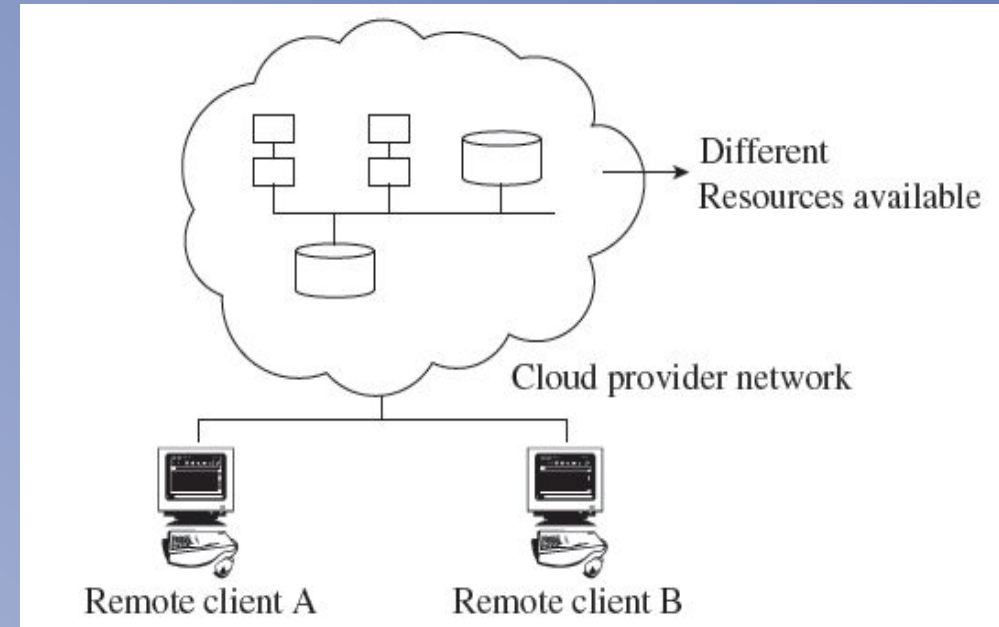 Different
Resources available
Cloud provider network
Remote client A
Remote client B